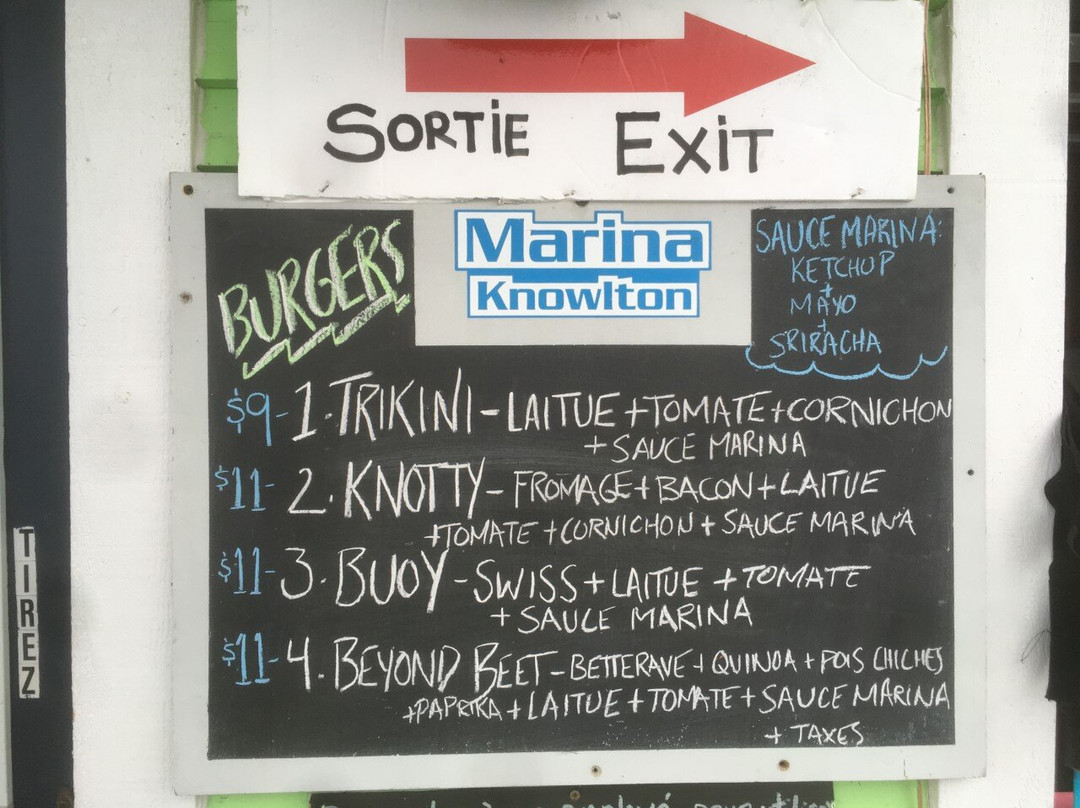 SORTIE EXIT
BURGERS
Marina
Knowlton
SAUCE MARINA:
KETCHUP
+
MAYO
+
SRIRACHA
$9-1. TRIKINI - LAITUE + TOMATE + CORNICHON
+ SAUCE MARINA
$11-2. KNOTTY - FROMAGE + BACON + LAITUE
+ TOMATE + CORNICHON + SAUCE MARINA
$11-3. BUOY - SWISS + LAITUE + TOMATE
+ SAUCE MARINA
$11-4. BEYOND BEET - BETTERAVE + QUINOA + POIS CHICHES
+ PAPRIKA + LAITUE + TOMATE + SAUCE MARINA
+ TAXES
TIREZ